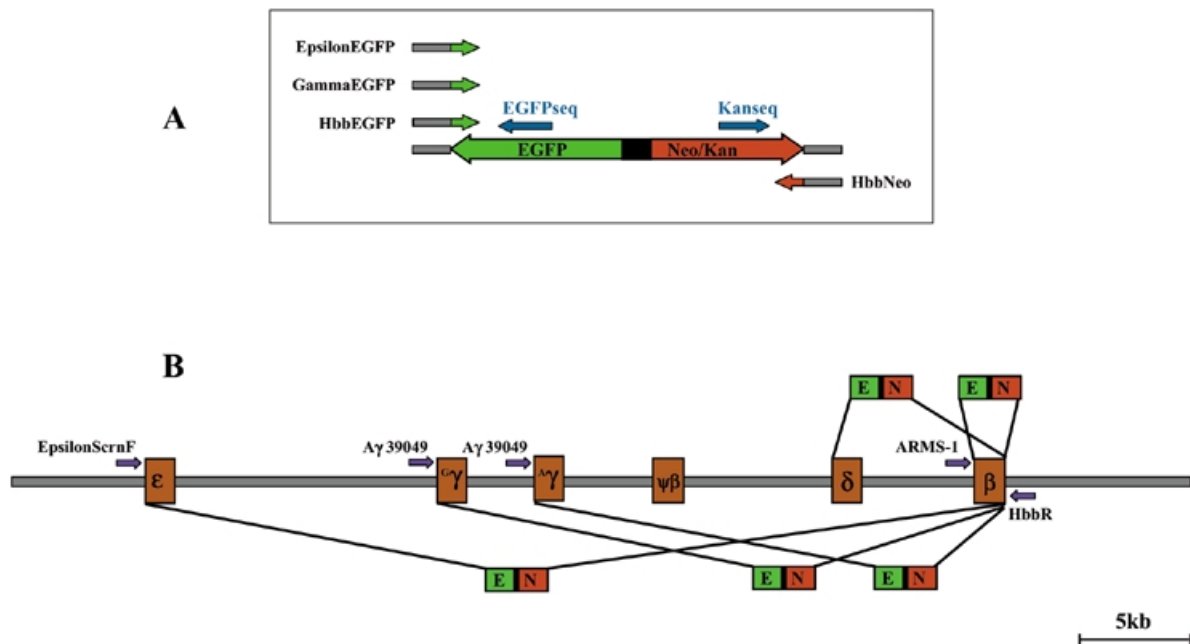 A
EpsilonEGFP
GammaEGFP
HbbEGFP
EGFPseq
Kanseq
EGFP
Neo/Kan
HbbNeo
B
E N
E N
EpsilonScrnF
Aγ 39049
Aγ 39049
ARMS-1
ε
Gγ
Aγ
ψβ
δ
β
HbbR
E N
E N
E N
5kb